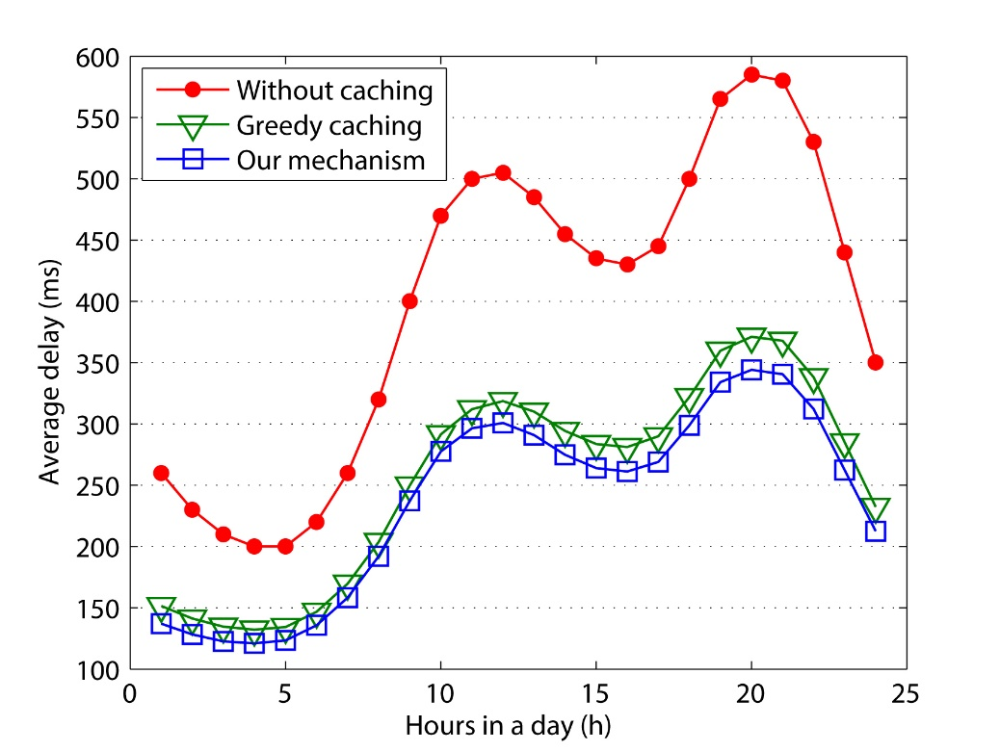 600
550
500
450
400
350
300
250
200
150
100
Without caching
Greedy caching
Our mechanism
Average delay (ms)
0 5 10 15 20 25
Hours in a day (h)